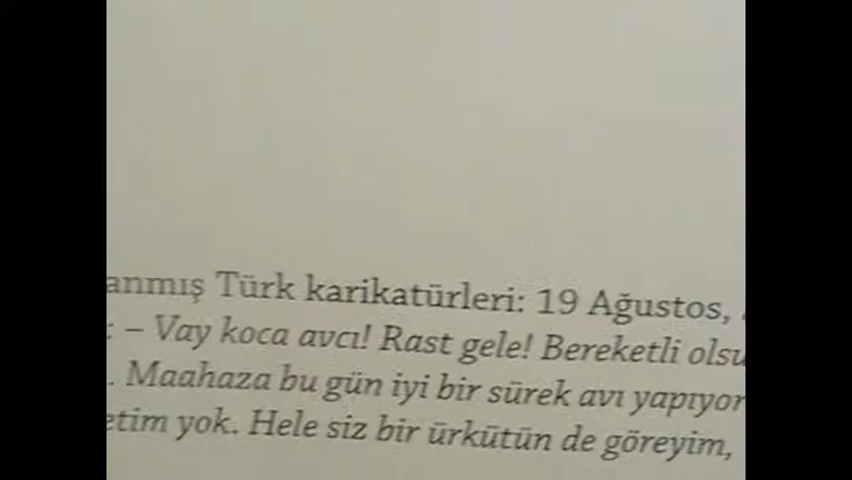 anmış Türk karikatürleri: 19 Ağustos,
: – Vay koca avcı! Rast gele! Bereketli olsu
. Maahaza bu gün iyi bir sürek avı yapıyor
etim yok. Hele siz bir ürkütün de göreyim,